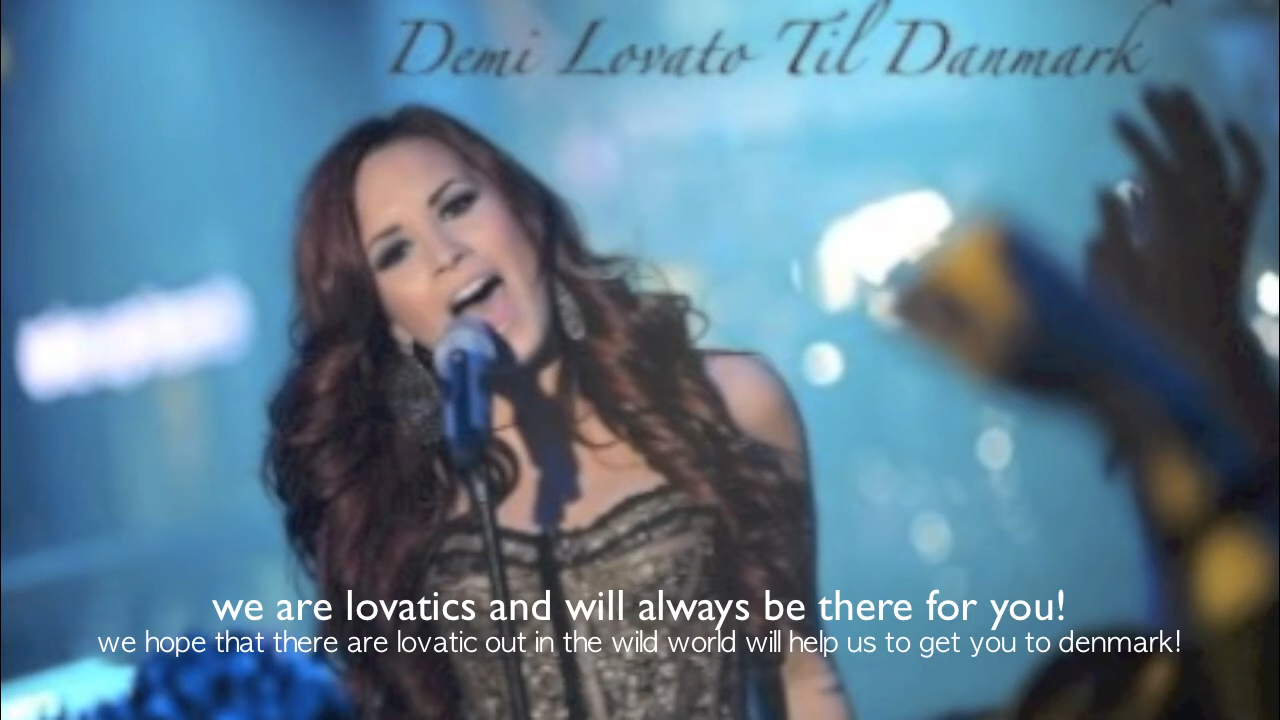 Demi Lovato Til Danmark
we are lovatics and will always be there for you!
we hope that there are lovatic out in the wild world will help us to get you to denmark!